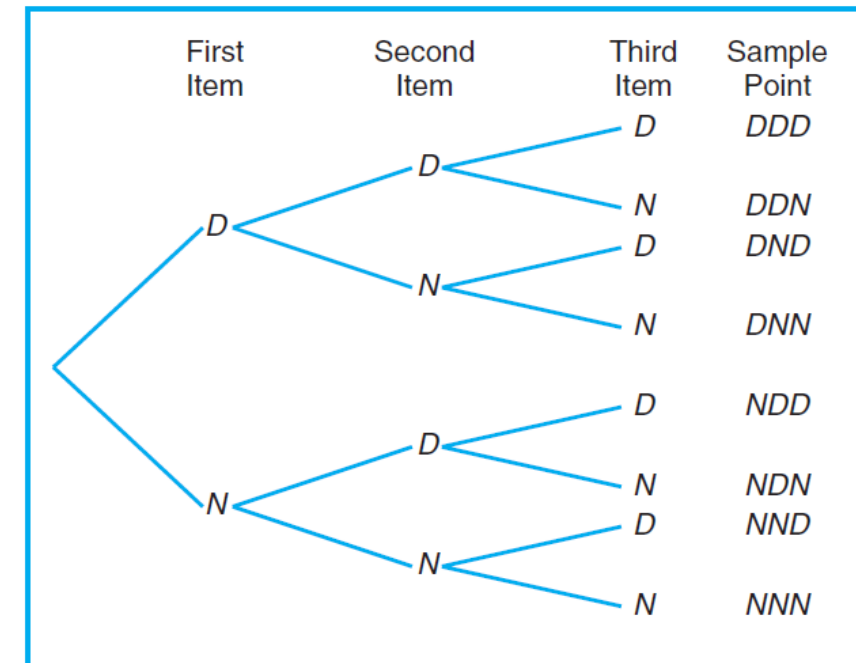 First Second Third Sample
Item Item Item Point
D DDD
D
N DDN
D
D DND
N
N DNN
D NDD
D
N NDN
N
D NND
N
N NNN